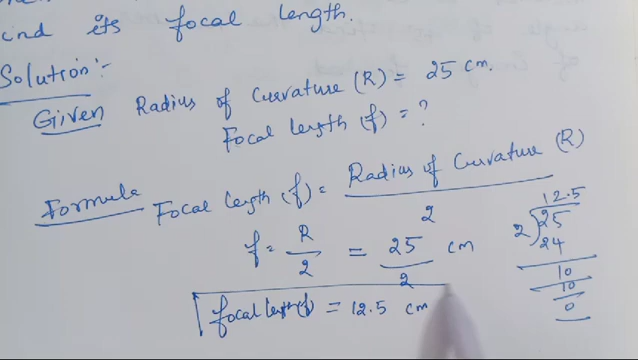 ind its focal length.
Solution:-
Given Radius of Curvature (R) = 25 cm.
Focal length (f) = ?
Formula Focal length (f) = Radius of Curvature (R)
2
f = R/2 = 25/2 cm
focal length(f) = 12.5 cm
12.5
2)25
24
10
10
0